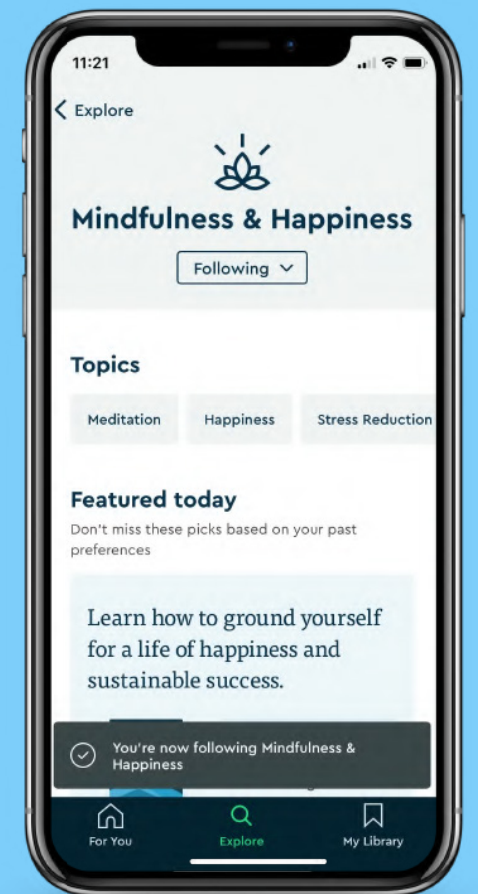 11:21
Explore
Mindfulness & Happiness
Following
Topics
Meditation
Happiness
Stress Reduction
Featured today
Don't miss these picks based on your past
preferences
Learn how to ground yourself
for a life of happiness and
sustainable success.
You're now following Mindfulness &
Happiness
For You
Explore
My Library